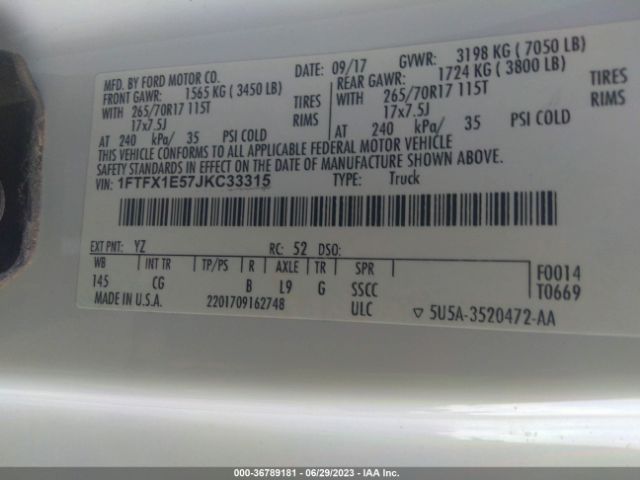 MFD. BY FORD MOTOR CO.
DATE: 09/17 GVWR: 3198 KG ( 7050 LB)
FRONT GAWR: 1565 KG ( 3450 LB) REAR GAWR: 1724 KG ( 3800 LB)
WITH 265/70R17 115T TIRES WITH 265/70R17 115T TIRES
17x7.5J RIMS 17x7.5J RIMS
AT 240 kPa/ 35 PSI COLD AT 240 kPa/ 35 PSI COLD
THIS VEHICLE CONFORMS TO ALL APPLICABLE FEDERAL MOTOR VEHICLE
SAFETY STANDARDS IN EFFECT ON THE DATE OF MANUFACTURE SHOWN ABOVE.
VIN: 1FTFX1E57JKC33315 TYPE: Truck
EXT PNT: YZ RC: 52 DSO:
WB INT TR TP/PS R AXLE TR SPR F0014
145 CG B L9 G SSCC T0669
MADE IN U.S.A. 2201709162748 ULC ▽ 5U5A-3520472-AA
000-36789181 - 06/29/2023 - IAA Inc.